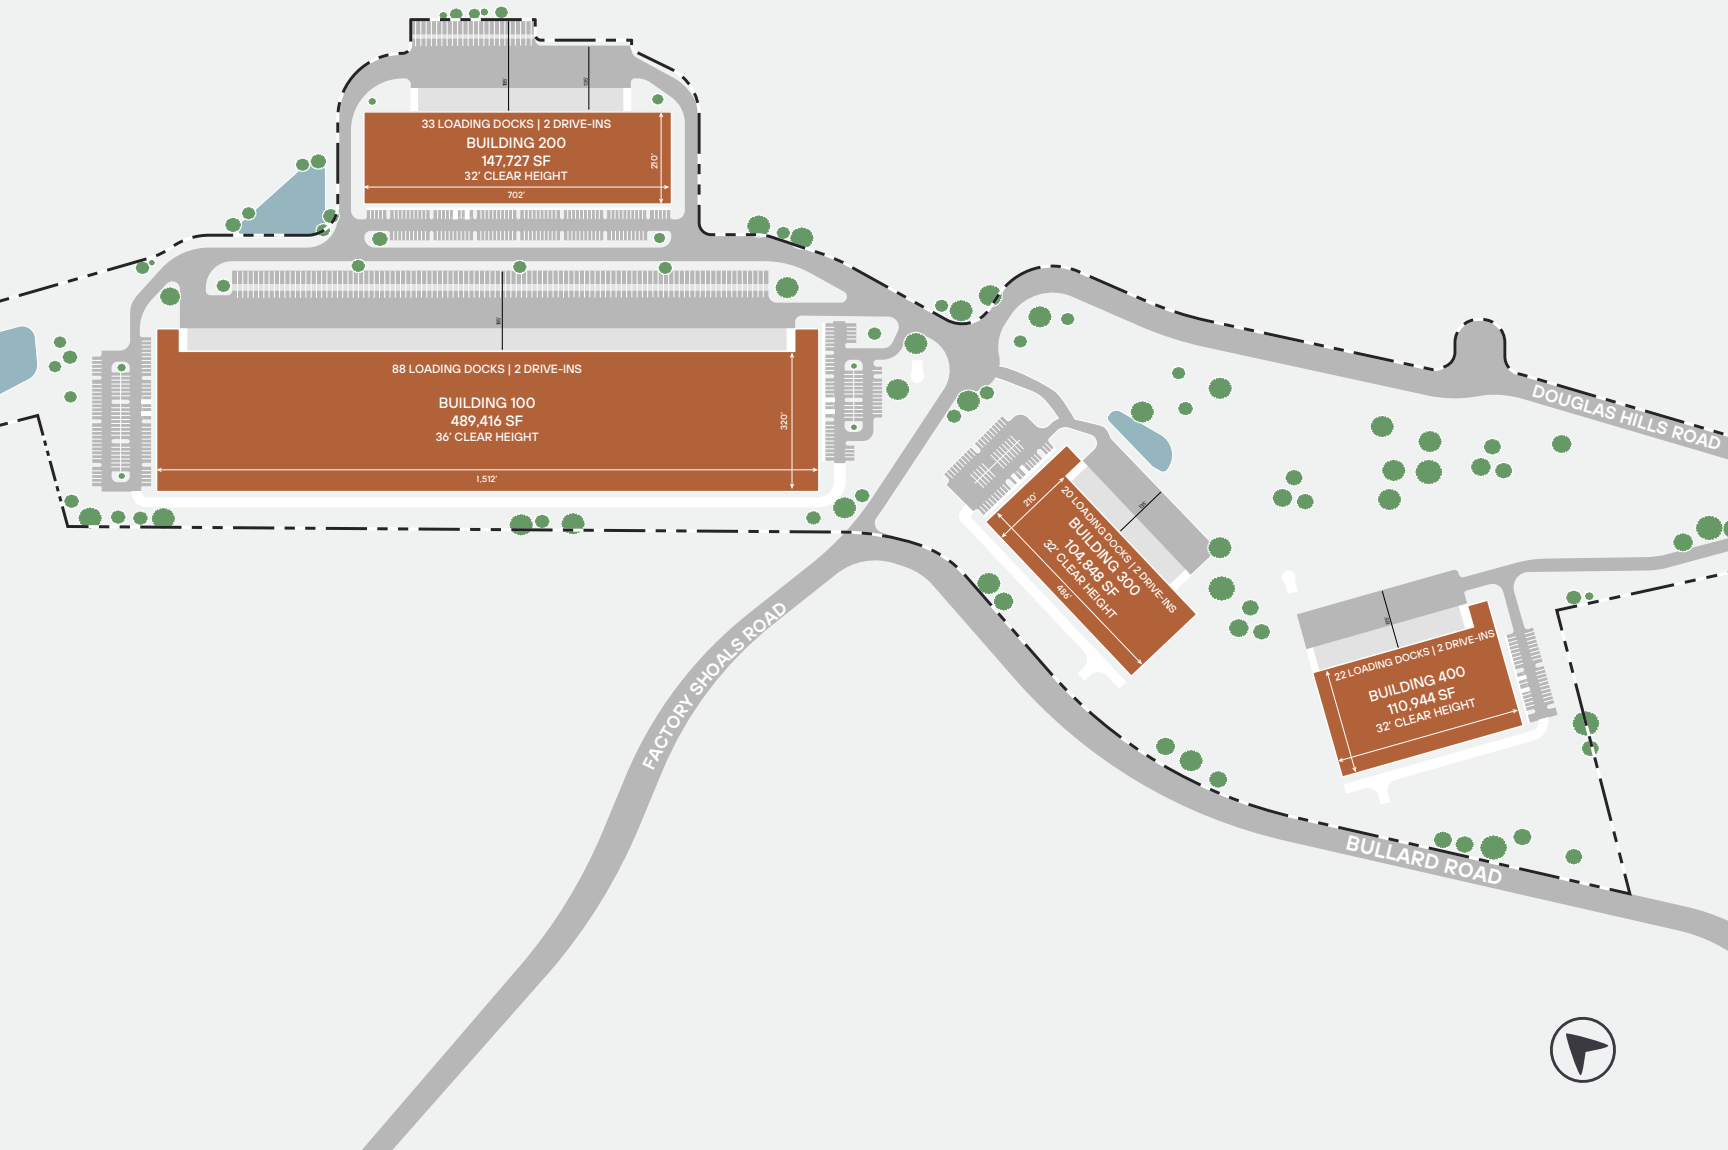 33 LOADING DOCKS | 2 DRIVE-INS
BUILDING 200
147,727 SF
32' CLEAR HEIGHT
702'
210'
88 LOADING DOCKS | 2 DRIVE-INS
BUILDING 100
489,416 SF
36' CLEAR HEIGHT
1,512'
320'
20 LOADING DOCKS | 2 DRIVE-INS
BUILDING 300
104,848 SF
32' CLEAR HEIGHT
486'
210'
22 LOADING DOCKS | 2 DRIVE-INS
BUILDING 400
110,944 SF
32' CLEAR HEIGHT
DOUGLAS HILLS ROAD
FACTORY SHOALS ROAD
BULLARD ROAD